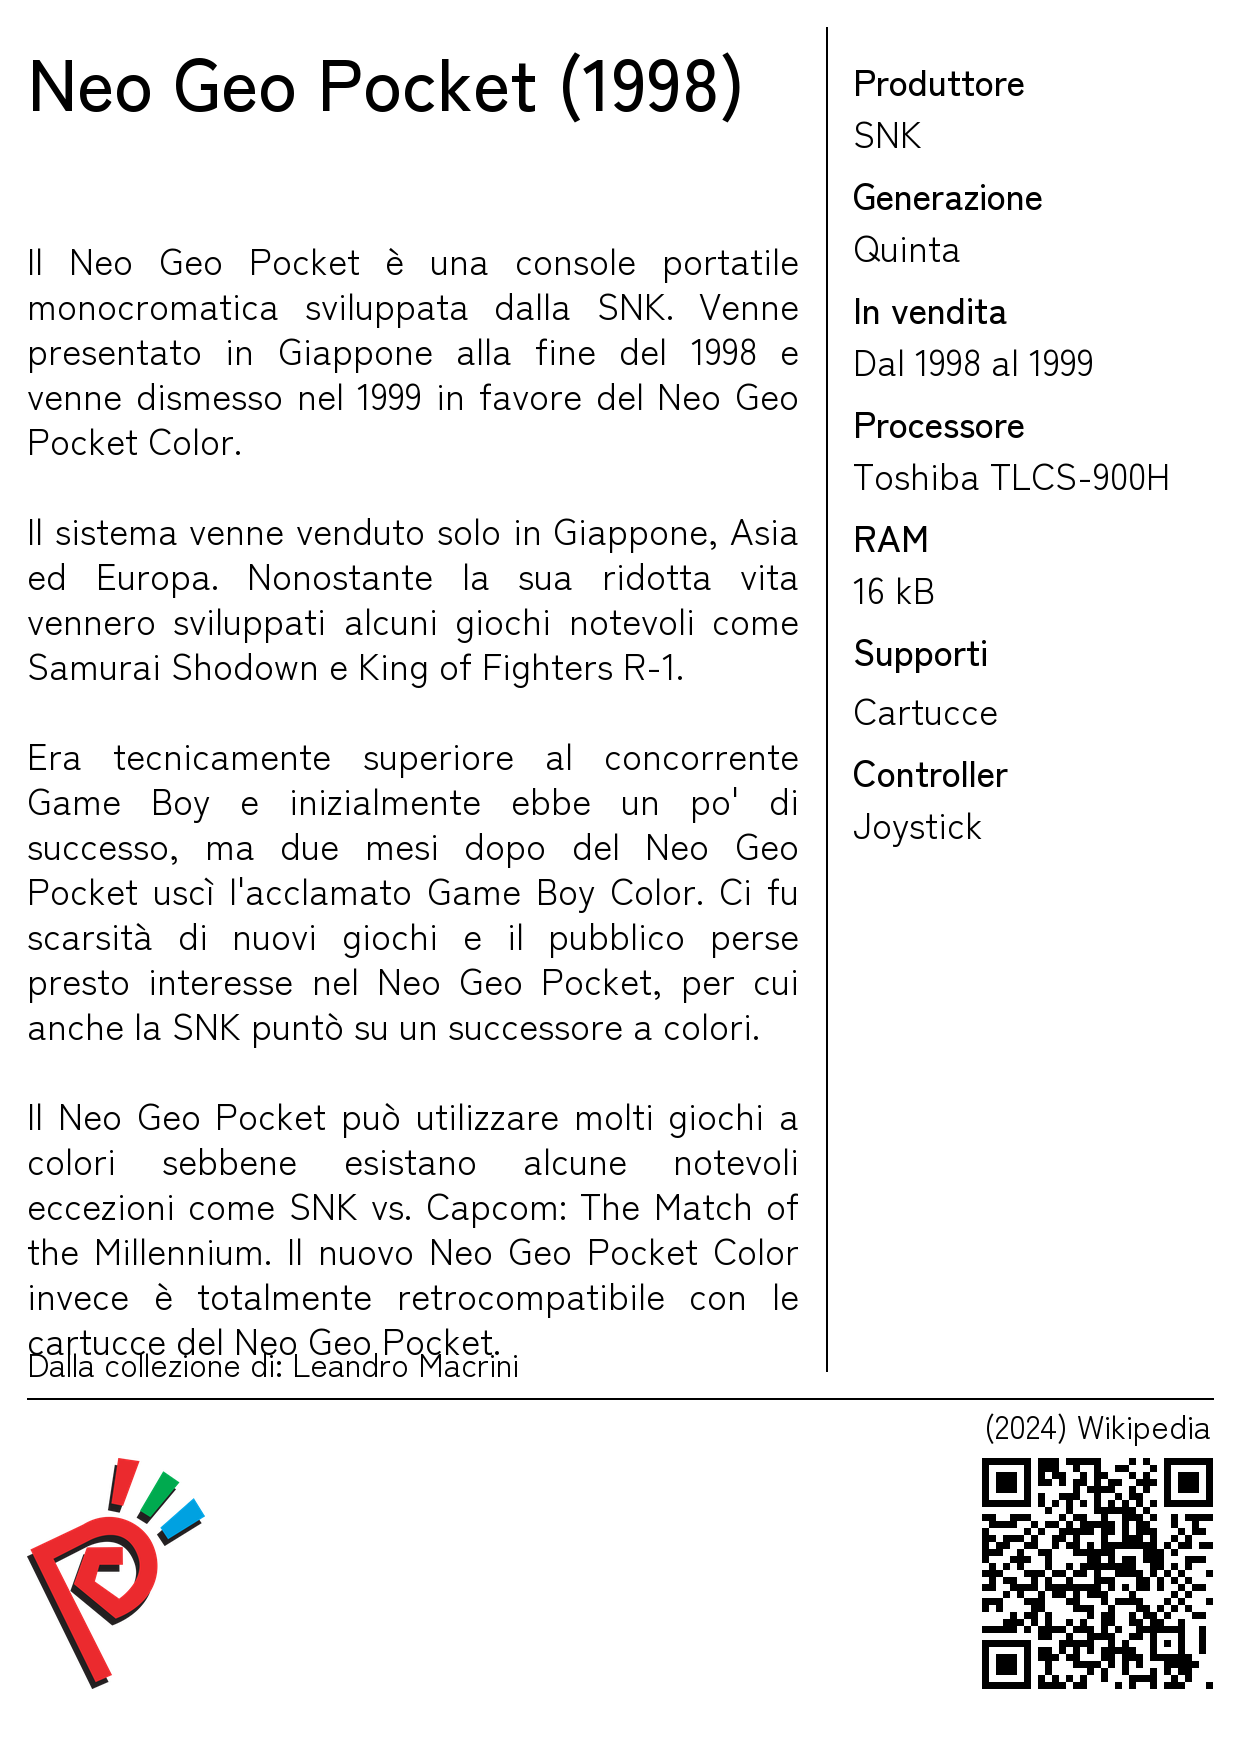 Neo Geo Pocket (1998)
Il Neo Geo Pocket è una console portatile
monocromatica sviluppata dalla SNK. Venne
presentato in Giappone alla fine del 1998 e
venne dismesso nel 1999 in favore del Neo Geo
Pocket Color.
Il sistema venne venduto solo in Giappone, Asia
ed Europa. Nonostante la sua ridotta vita
vennero sviluppati alcuni giochi notevoli come
Samurai Shodown e King of Fighters R-1.
Era tecnicamente superiore al concorrente
Game Boy e inizialmente ebbe un po' di
successo, ma due mesi dopo del Neo Geo
Pocket uscì l'acclamato Game Boy Color. Ci fu
scarsità di nuovi giochi e il pubblico perse
presto interesse nel Neo Geo Pocket, per cui
anche la SNK puntò su un successore a colori.
Il Neo Geo Pocket può utilizzare molti giochi a
colori sebbene esistano alcune notevoli
eccezioni come SNK vs. Capcom: The Match of
the Millennium. Il nuovo Neo Geo Pocket Color
invece è totalmente retrocompatibile con le
cartucce del Neo Geo Pocket.
Dalla collezione di: Leandro Macrini
Produttore
SNK
Generazione
Quinta
In vendita
Dal 1998 al 1999
Processore
Toshiba TLCS-900H
RAM
16 kB
Supporti
Cartucce
Controller
Joystick
(2024) Wikipedia